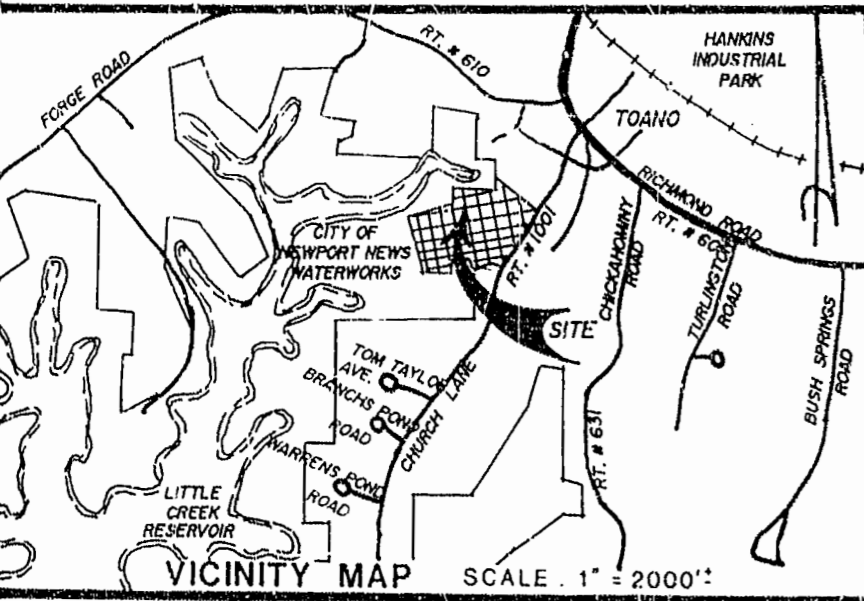 FORGE ROAD
RT. # 610
HANKINS
INDUSTRIAL
PARK
TOANO
RICHMOND ROAD
RT. # 60
CITY OF
NEWPORT NEWS
WATERWORKS
RT. # 1001
CHICKAHOWNY
ROAD
TURLINGTON
ROAD
SITE
BUSH SPRINGS
ROAD
TOM TAYLOR
AVE.
BRANCHS POND
ROAD
CHURCH LANE
WARRENS POND
ROAD
RT. # 631
LITTLE
CREEK
RESERVOIR
VICINITY MAP SCALE . 1" = 2000'±